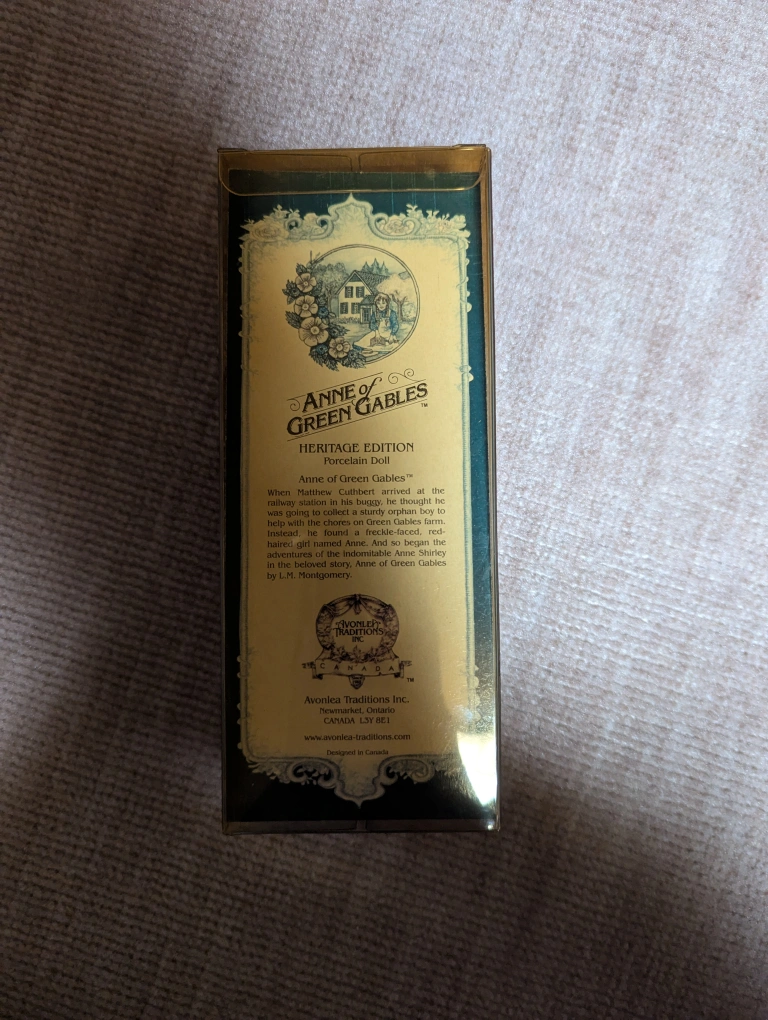 ANNE of
GREEN GABLES™
HERITAGE EDITION
Porcelain Doll
Anne of Green Gables™
When Matthew Cuthbert arrived at the
railway station in his buggy, he thought he
was going to collect a sturdy orphan boy to
help with the chores on Green Gables farm.
Instead, he found a freckle-faced, red-
haired girl named Anne. And so began the
adventures of the indomitable Anne Shirley
in the beloved story, Anne of Green Gables
by L.M. Montgomery.
AVONLEA
TRADITIONS
INC.
CANADA
™
Avonlea Traditions Inc.
Newmarket, Ontario
CANADA L3Y 8E1
www.avonlea-traditions.com
Designed in Canada